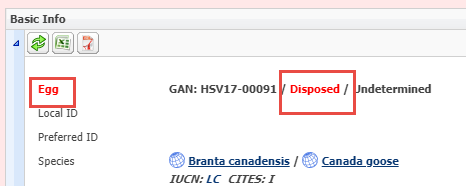 Basic Info
Egg GAN: HSV17-00091 / Disposed / Undetermined
Local ID
Preferred ID
Species Branta canadensis / Canada goose
IUCN: LC CITES: I